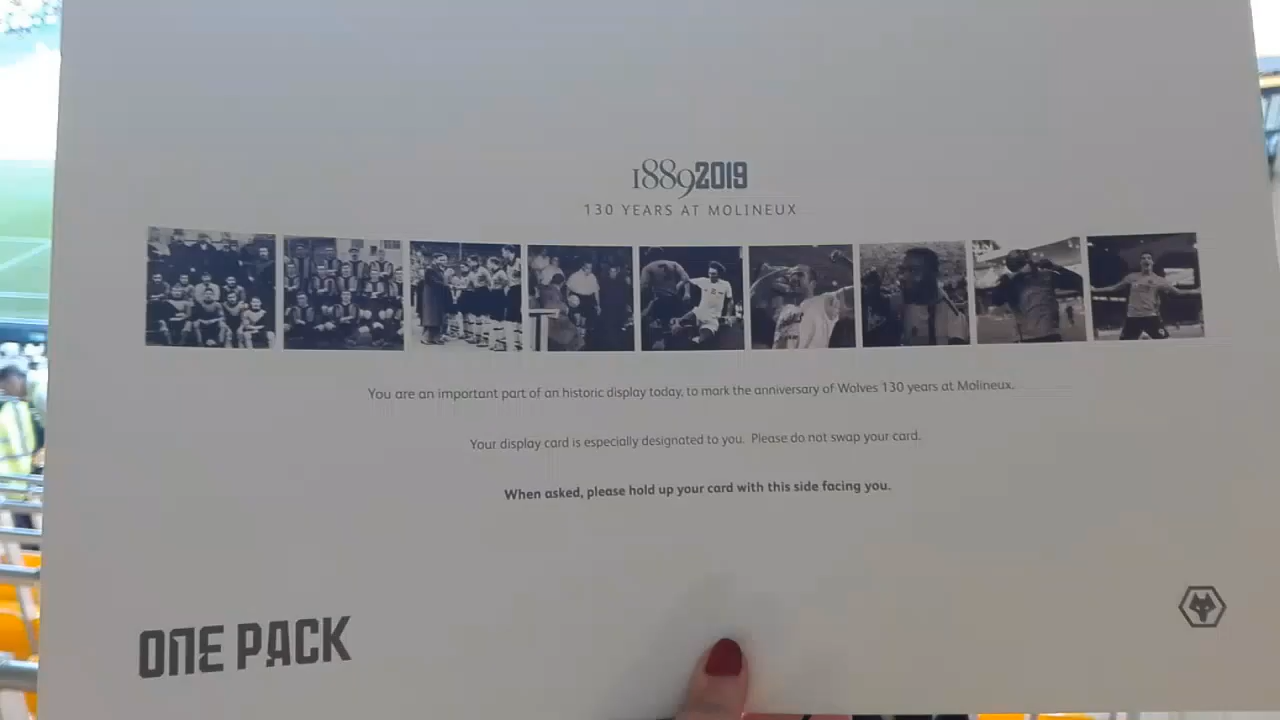 18892019
130 YEARS AT MOLINEUX
You are an important part of an historic display today, to mark the anniversary of Wolves 130 years at Molineux.
Your display card is especially designated to you. Please do not swap your card.
When asked, please hold up your card with this side facing you.
ONE PACK